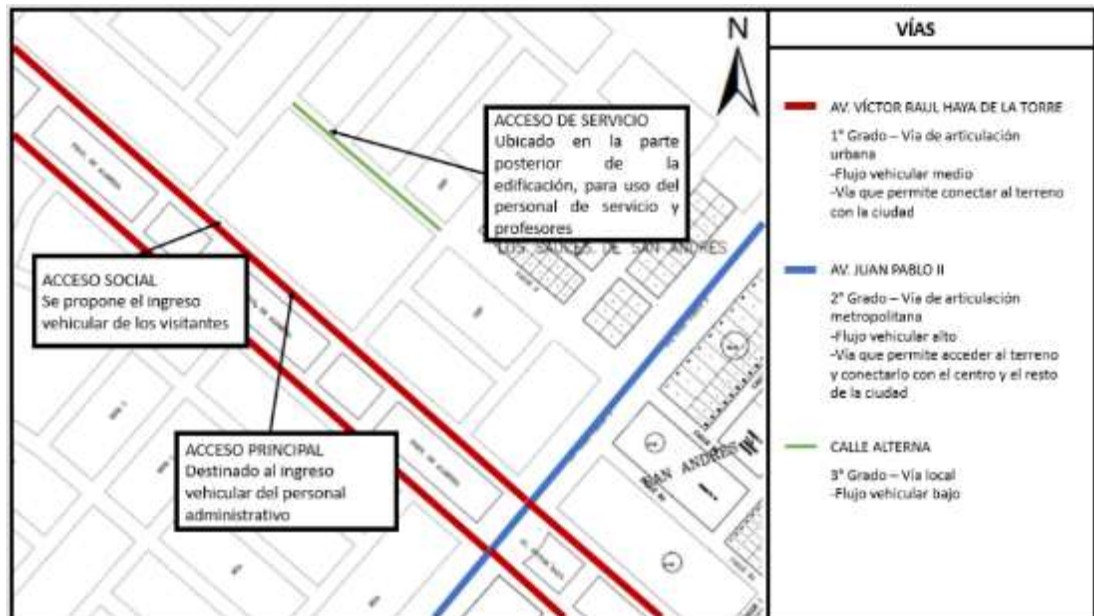 N
ACCESO DE SERVICIO
Ubicado en la parte
posterior de la
edificación, para uso del
personal de servicio y
profesores
LOS SAUCES DE SAN ANDRES
ACCESO SOCIAL
Se propone el ingreso
vehicular de los visitantes
ACCESO PRINCIPAL
Destinado al ingreso
vehicular del personal
administrativo
SAN ANDRES
VÍAS
AV. VÍCTOR RAUL HAYA DE LA TORRE
1° Grado – Vía de articulación
urbana
-Flujo vehicular medio
-Vía que permite conectar al terreno
con la ciudad
AV. JUAN PABLO II
2° Grado – Vía de articulación
metropolitana
-Flujo vehicular alto
-Vía que permite acceder al terreno
y conectarlo con el centro y el resto
de la ciudad
CALLE ALTERNA
3° Grado – Vía local
-Flujo vehicular bajo